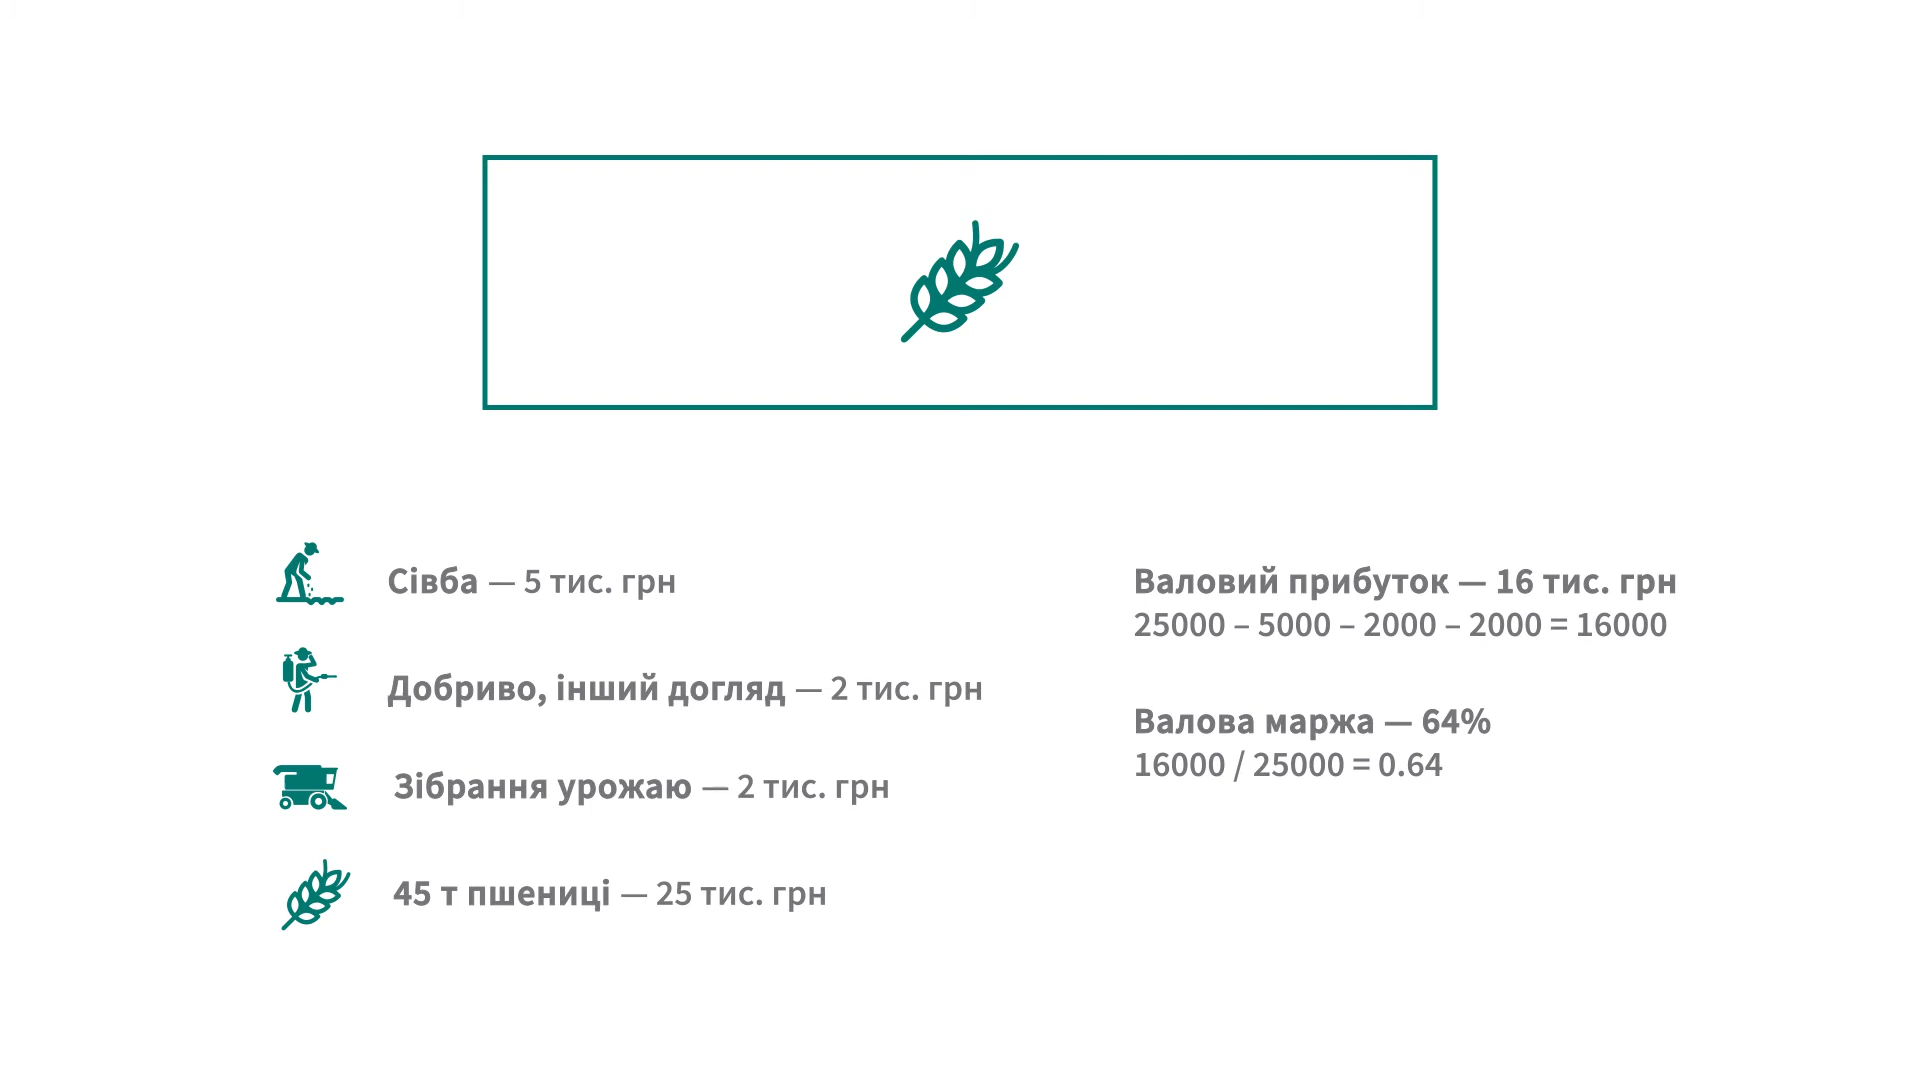 Сівба — 5 тис. грн
Добриво, інший догляд — 2 тис. грн
Зібрання урожаю — 2 тис. грн
45 т пшениці — 25 тис. грн
Валовий прибуток — 16 тис. грн
25000 – 5000 – 2000 – 2000 = 16000
Валова маржа — 64%
16000 / 25000 = 0.64